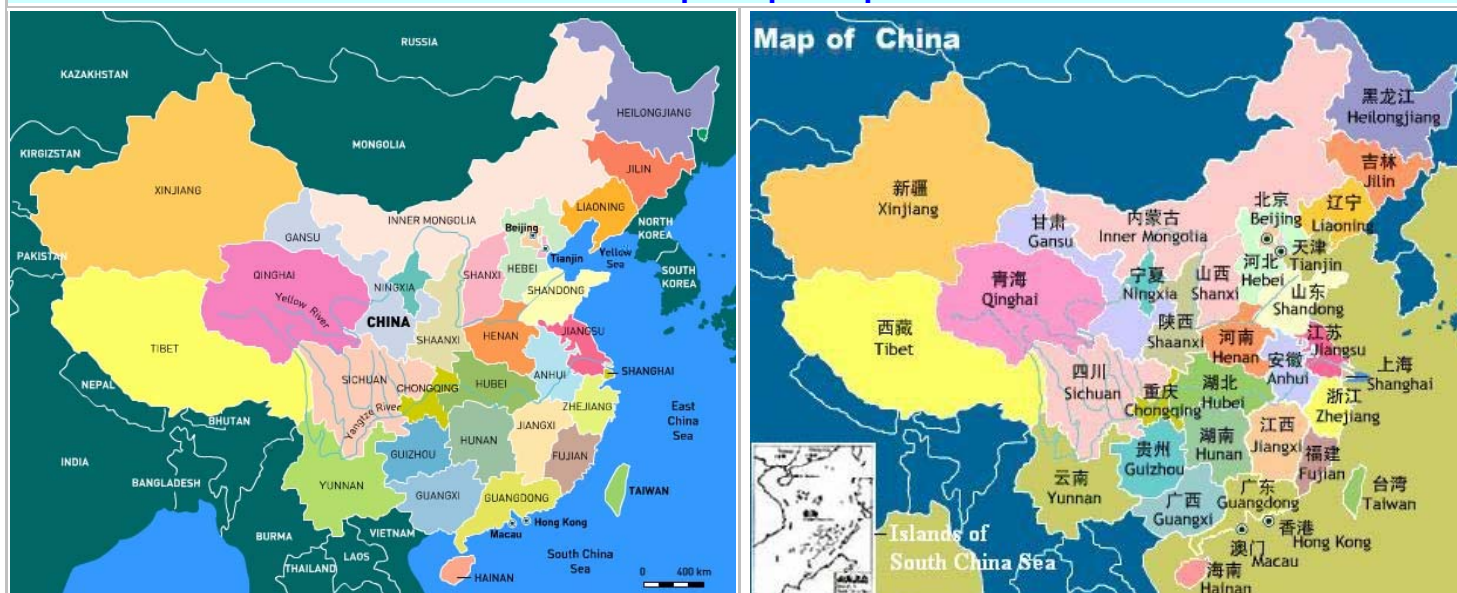 RUSSIA
KAZAKHSTAN
HEILONGJIANG
MONGOLIA
KIRGIZSTAN
JILIN
XINJIANG
LIAONING
INNER MONGOLIA
Beijing
NORTH
KOREA
GANSU
PAKISTAN
Tianjin
Yellow
Sea
QINGHAI
SHANXI
HEBEI
SOUTH
KOREA
NINGXIA
SHANDONG
Yellow River
CHINA
JIANGSU
HENAN
SHAANXI
TIBET
SHANGHAI
ANHUI
SICHUAN
CHONGQING
HUBEI
NEPAL
ZHEJIANG
East
China
Sea
Yangtze River
BHUTAN
JIANGXI
HUNAN
GUIZHOU
FUJIAN
INDIA
BANGLADESH
YUNNAN
GUANGXI
GUANGDONG
TAIWAN
Hong Kong
Macau
BURMA
VIETNAM
LAOS
South China
Sea
THAILAND
HAINAN
0 400 km
Map of China
黑龙江
Heilongjiang
吉林
Jilin
新疆
Xinjiang
北京
Beijing
辽宁
Liaoning
甘肃
Gansu
内蒙古
Inner Mongolia
天津
Tianjin
青海
Qinghai
宁夏
Ningxia
山西
Shanxi
河北
Hebei
山东
Shandong
西藏
Tibet
陕西
Shaanxi
河南
Henan
江苏
Jiangsu
安徽
Anhui
上海
Shanghai
四川
Sichuan
重庆
Chongqing
湖北
Hubei
浙江
Zhejiang
江西
Jiangxi
贵州
Guizhou
湖南
Hunan
福建
Fujian
云南
Yunnan
广西
Guangxi
广东
Guangdong
台湾
Taiwan
香港
Hong Kong
澳门
Macau
Islands of
South China Sea
海南
Hainan